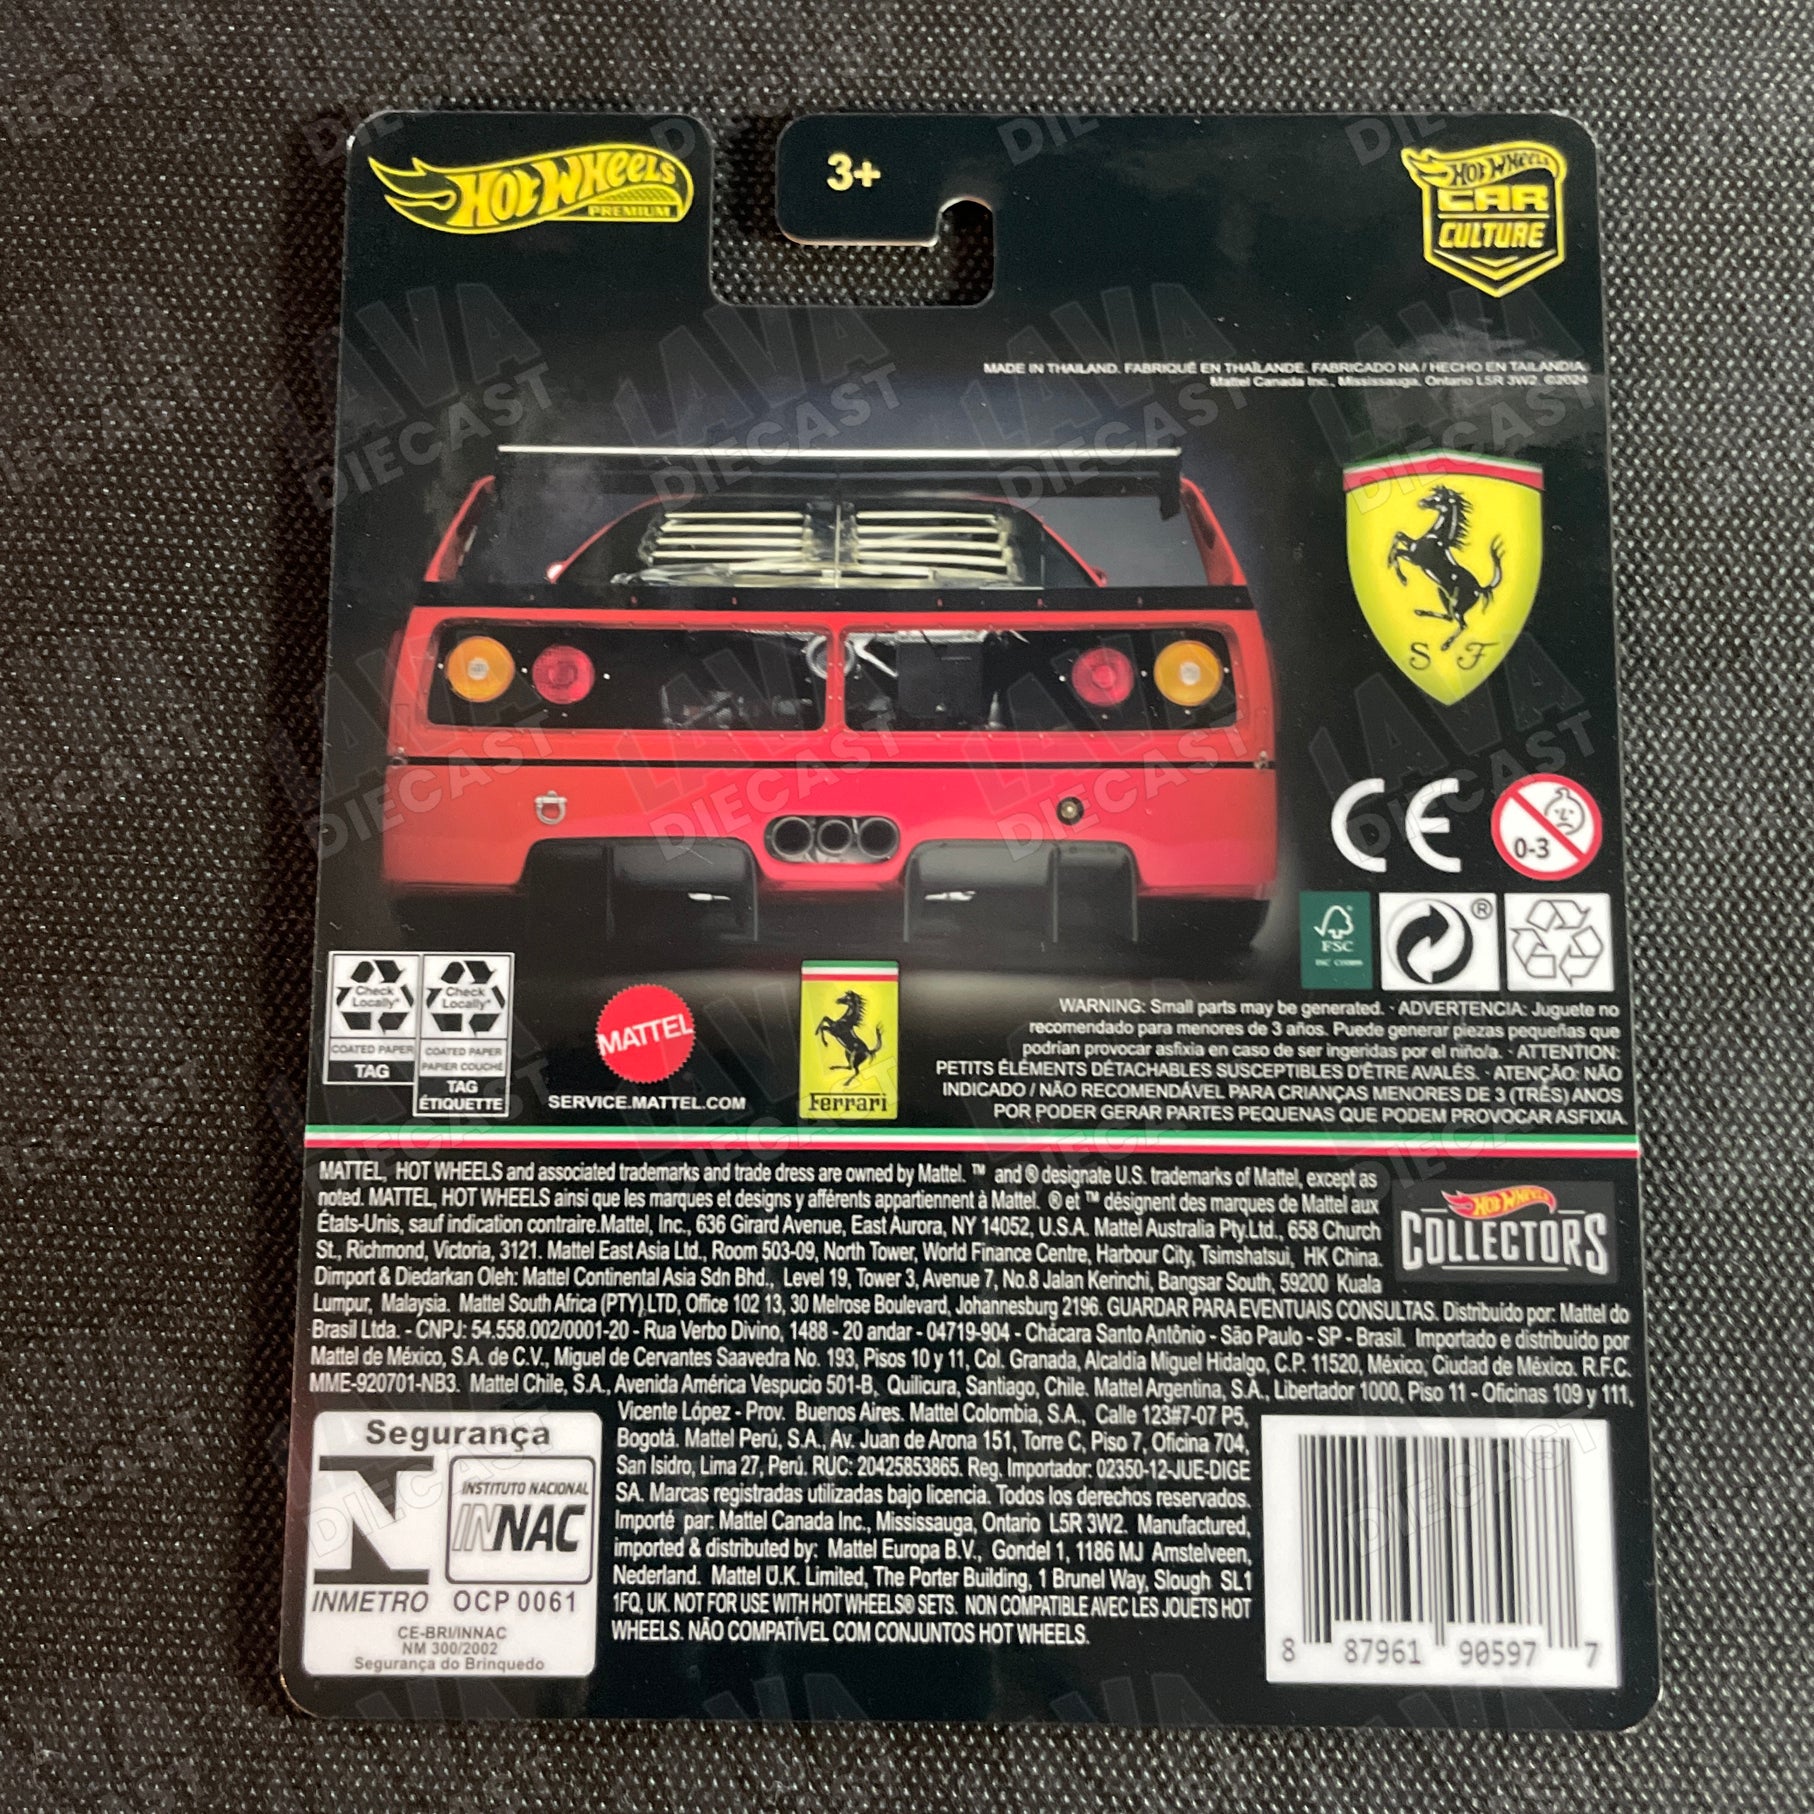 HOT WHEELS
PREMIUM
3+
HOT WHEELS
CAR
CULTURE
MADE IN THAILAND. FABRIQUÉ EN THAÏLANDE. FABRICADO NA / HECHO EN TAILANDIA.
Mattel Canada Inc., Mississauga, Ontario L5R 3W2. ©2024
S F
CE
0-3
FSC
Check
Locally*
COATED PAPER
TAG
Check
Locally*
COATED PAPER
PAPIER COUCHÉ
TAG
ÉTIQUETTE
MATTEL
SERVICE.MATTEL.COM
Ferrari
WARNING: Small parts may be generated. · ADVERTENCIA: Juguete no
recomendado para menores de 3 años. Puede generar piezas pequeñas que
podrían provocar asfixia en caso de ser ingeridas por el niño/a. · ATTENTION:
PETITS ÉLÉMENTS DÉTACHABLES SUSCEPTIBLES D'ÊTRE AVALÉS. · ATENÇÃO: NÃO
INDICADO / NÃO RECOMENDÁVEL PARA CRIANÇAS MENORES DE 3 (TRÊS) ANOS
POR PODER GERAR PARTES PEQUENAS QUE PODEM PROVOCAR ASFIXIA.
MATTEL, HOT WHEELS and associated trademarks and trade dress are owned by Mattel. ™ and ® designate U.S. trademarks of Mattel, except as
noted. MATTEL, HOT WHEELS ainsi que les marques et designs y afférents appartiennent à Mattel. ® et ™ désignent des marques de Mattel aux
États-Unis, sauf indication contraire.Mattel, Inc., 636 Girard Avenue, East Aurora, NY 14052, U.S.A. Mattel Australia Pty.Ltd., 658 Church
St., Richmond, Victoria, 3121. Mattel East Asia Ltd., Room 503-09, North Tower, World Finance Centre, Harbour City, Tsimshatsui, HK China.
Dimport & Diedarkan Oleh: Mattel Continental Asia Sdn Bhd., Level 19, Tower 3, Avenue 7, No.8 Jalan Kerinchi, Bangsar South, 59200 Kuala
Lumpur, Malaysia. Mattel South Africa (PTY) LTD, Office 102 13, 30 Melrose Boulevard, Johannesburg 2196. GUARDAR PARA EVENTUAIS CONSULTAS. Distribuído por: Mattel do
Brasil Ltda. - CNPJ: 54.558.002/0001-20 - Rua Verbo Divino, 1488 - 20 andar - 04719-904 - Chácara Santo Antônio - São Paulo - SP - Brasil. Importado e distribuido por
Mattel de México, S.A. de C.V., Miguel de Cervantes Saavedra No. 193, Pisos 10 y 11, Col. Granada, Alcaldía Miguel Hidalgo, C.P. 11520, México, Ciudad de México. R.F.C.
MME-920701-NB3. Mattel Chile, S.A., Avenida América Vespucio 501-B, Quilicura, Santiago, Chile. Mattel Argentina, S.A., Libertador 1000, Piso 11 - Oficinas 109 y 111,
Vicente López - Prov. Buenos Aires. Mattel Colombia, S.A., Calle 123#7-07 P5,
Bogotá. Mattel Perú, S.A., Av. Juan de Arona 151, Torre C, Piso 7, Oficina 704,
San Isidro, Lima 27, Perú. RUC: 20425853865. Reg. Importador: 02350-12-JUE-DIGE
SA. Marcas registradas utilizadas bajo licencia. Todos los derechos reservados.
Importé par: Mattel Canada Inc., Mississauga, Ontario L5R 3W2. Manufactured,
imported & distributed by: Mattel Europa B.V., Gondel 1, 1186 MJ Amstelveen,
Nederland. Mattel U.K. Limited, The Porter Building, 1 Brunel Way, Slough SL1
1FQ, UK. NOT FOR USE WITH HOT WHEELS® SETS. NON COMPATIBLE AVEC LES JOUETS HOT
WHEELS. NÃO COMPATÍVEL COM CONJUNTOS HOT WHEELS.
HOT WHEELS
COLLECTORS
Segurança
INSTITUTO NACIONAL
INNAC
INMETRO OCP 0061
CE-BRI/INNAC
NM 300/2002
Segurança do Brinquedo
8 87961 90597 7
LAVA
DIECAST